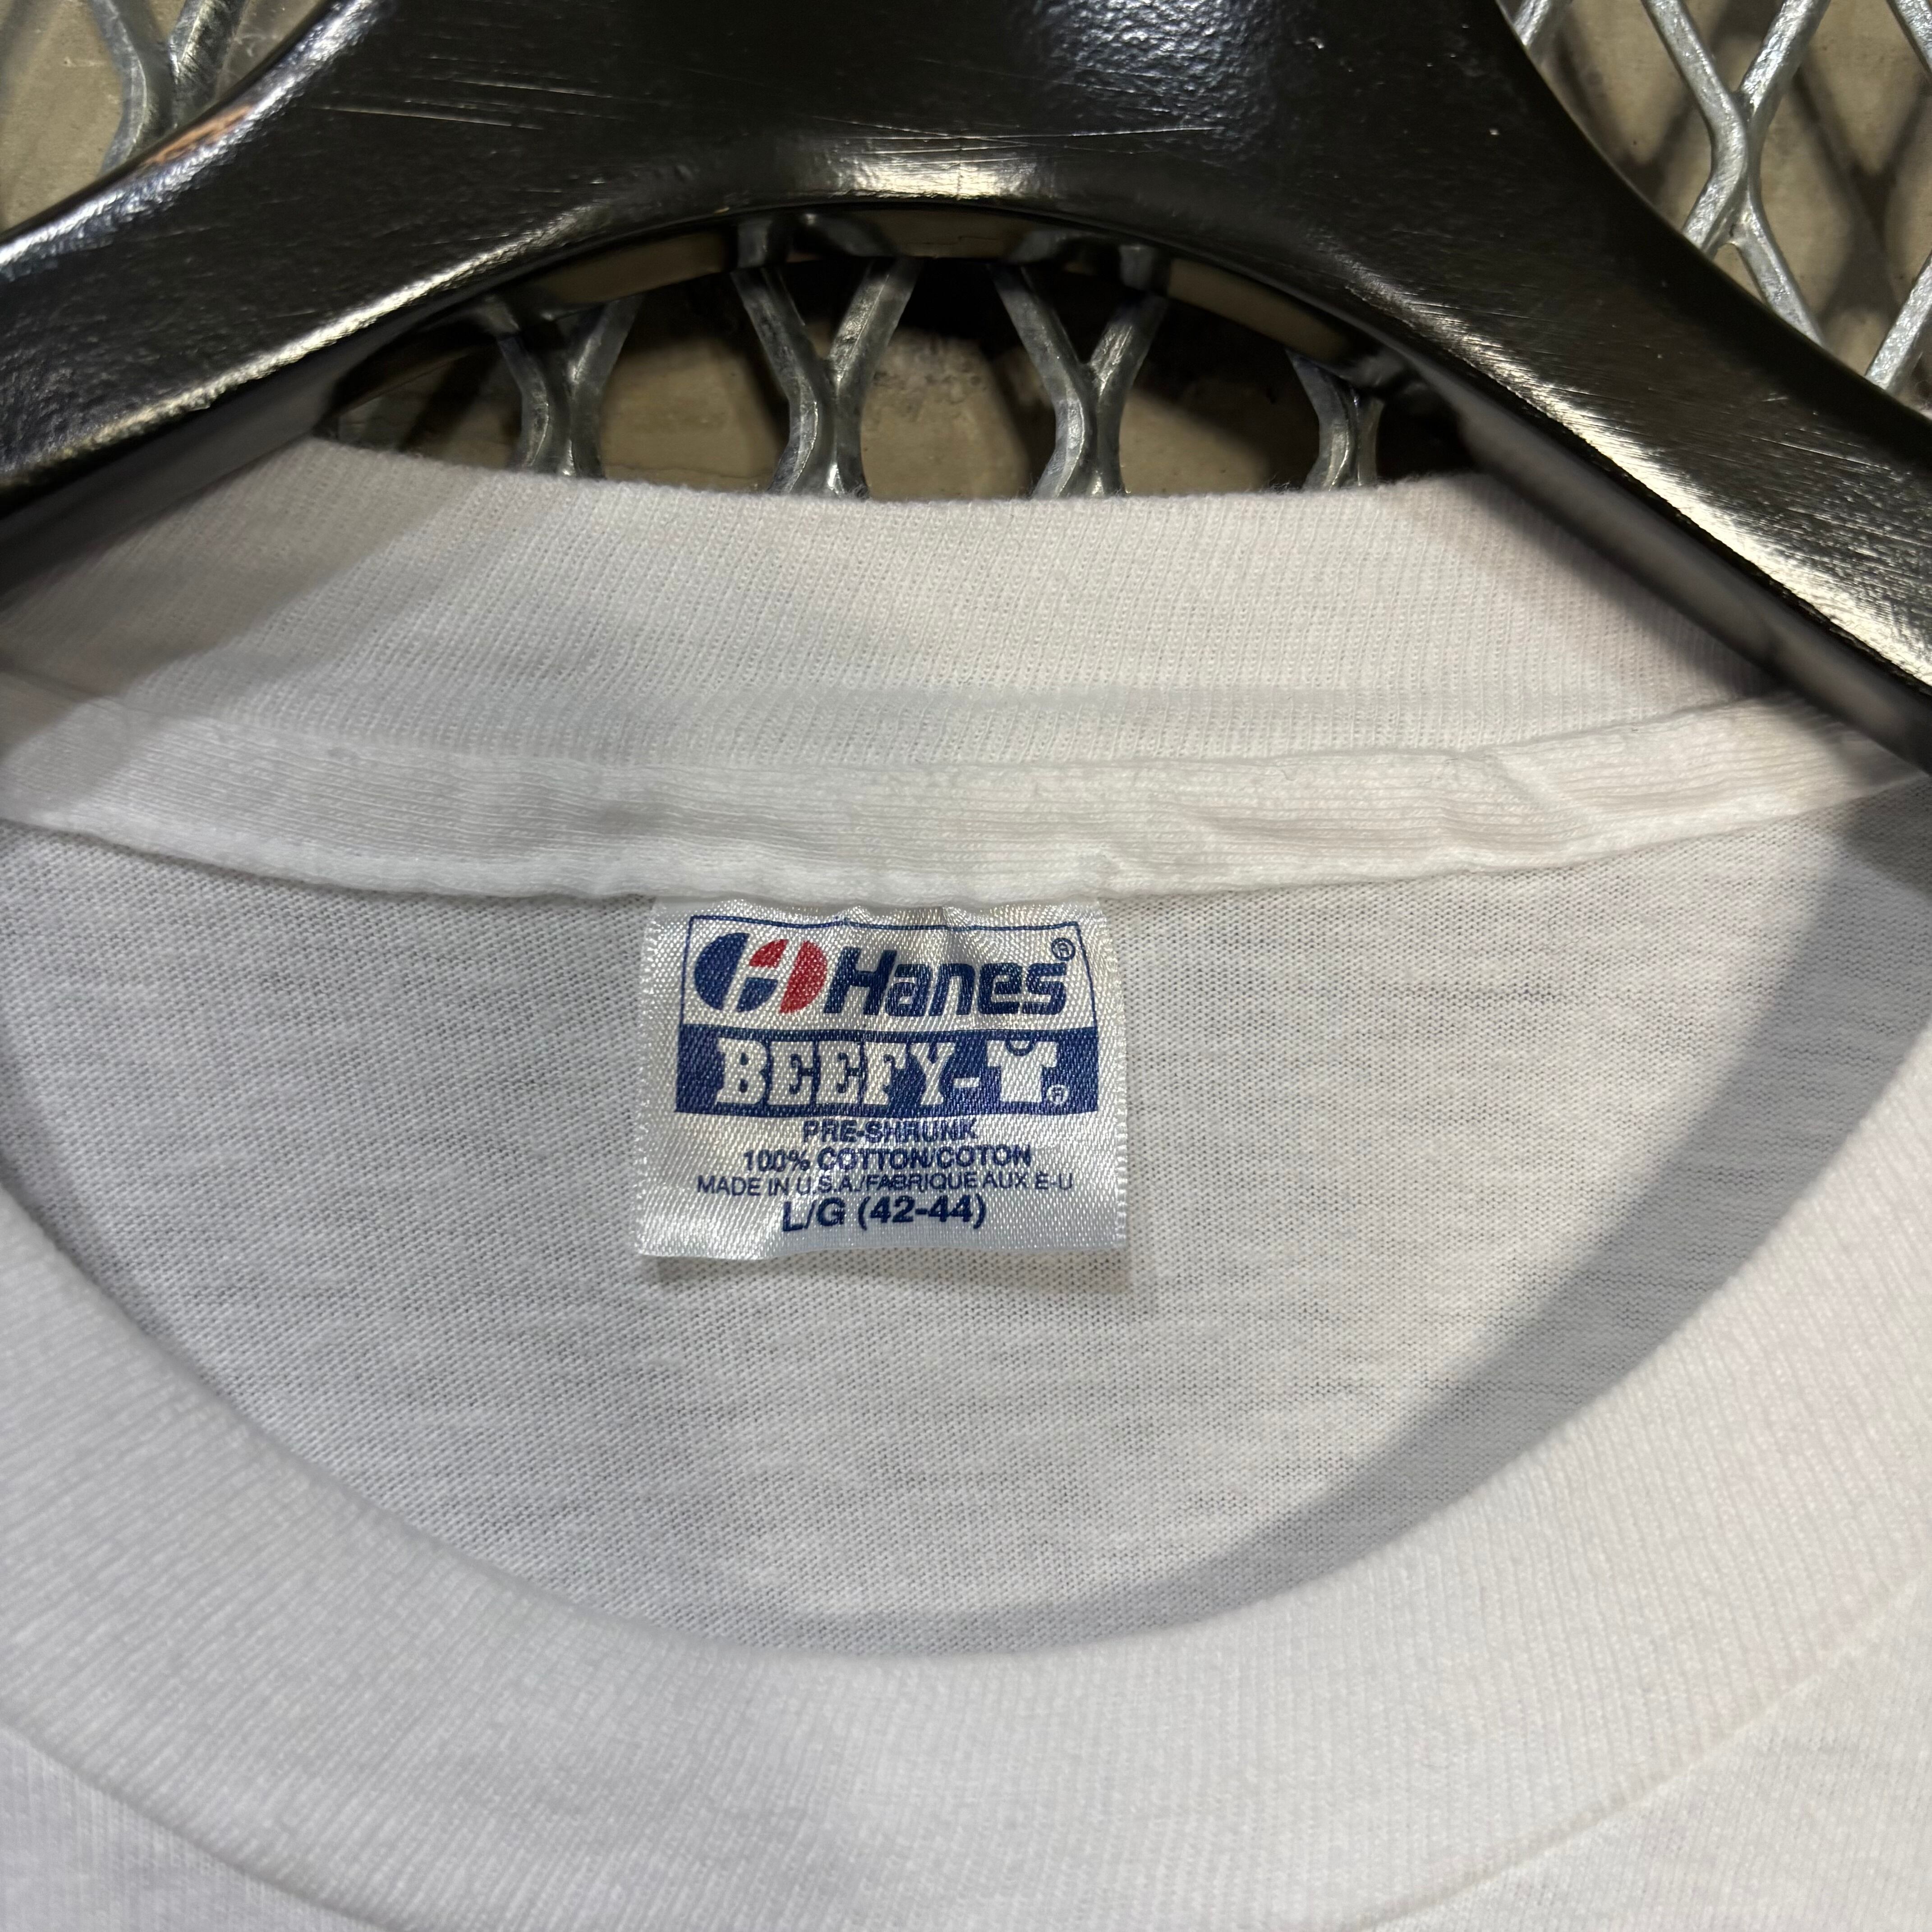 Hanes®
BEEFY-T®
PRE-SHRUNK
100% COTTON/COTON
MADE IN U.S.A./FABRIQUE AUX E-U
L/G (42-44)